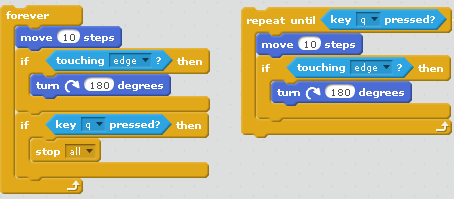 forever
move 10 steps
if touching edge ? then
turn 180 degrees
if key q pressed? then
stop all
repeat until key q pressed?
move 10 steps
if touching edge ? then
turn 180 degrees